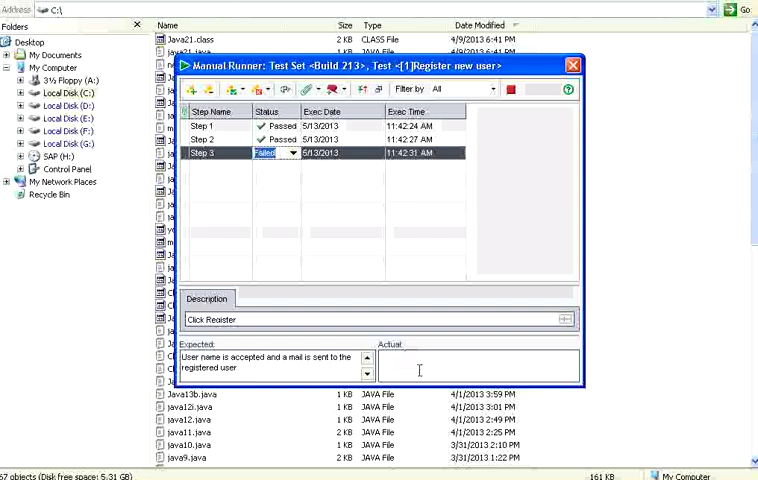 Address C:\ Go
Folders
Name Size Type Date Modified
Desktop
My Documents
My Computer
3½ Floppy (A:)
Local Disk (C:)
Local Disk (D:)
Local Disk (E:)
Local Disk (F:)
Local Disk (G:)
SAP (H:)
Control Panel
My Network Places
Recycle Bin
Java21.class 2 KB CLASS File 4/9/2013 6:41 PM
java21.java 1 KB JAVA File 4/9/2013 6:41 PM
Manual Runner: Test Set <Build 213>, Test <[1]Register new user>
Filter by All
Step Name Status Exec Date Exec Time
Step 1 Passed 5/13/2013 11:42:24 AM
Step 2 Passed 5/13/2013 11:42:27 AM
Step 3 Failed 5/13/2013 11:42:31 AM
Description
Click Register
Expected: Actual:
User name is accepted and a mail is sent to the
registered user
Java13b.java 1 KB JAVA File 4/1/2013 3:59 PM
java12i.java 1 KB JAVA File 4/1/2013 3:01 PM
java12.java 1 KB JAVA File 4/1/2013 2:49 PM
java11.java 2 KB JAVA File 4/1/2013 2:25 PM
java10.java 1 KB JAVA File 3/31/2013 2:10 PM
java9.java 1 KB JAVA File 3/31/2013 1:22 PM
67 objects (Disk free space: 5.31 GB) 161 KB My Computer